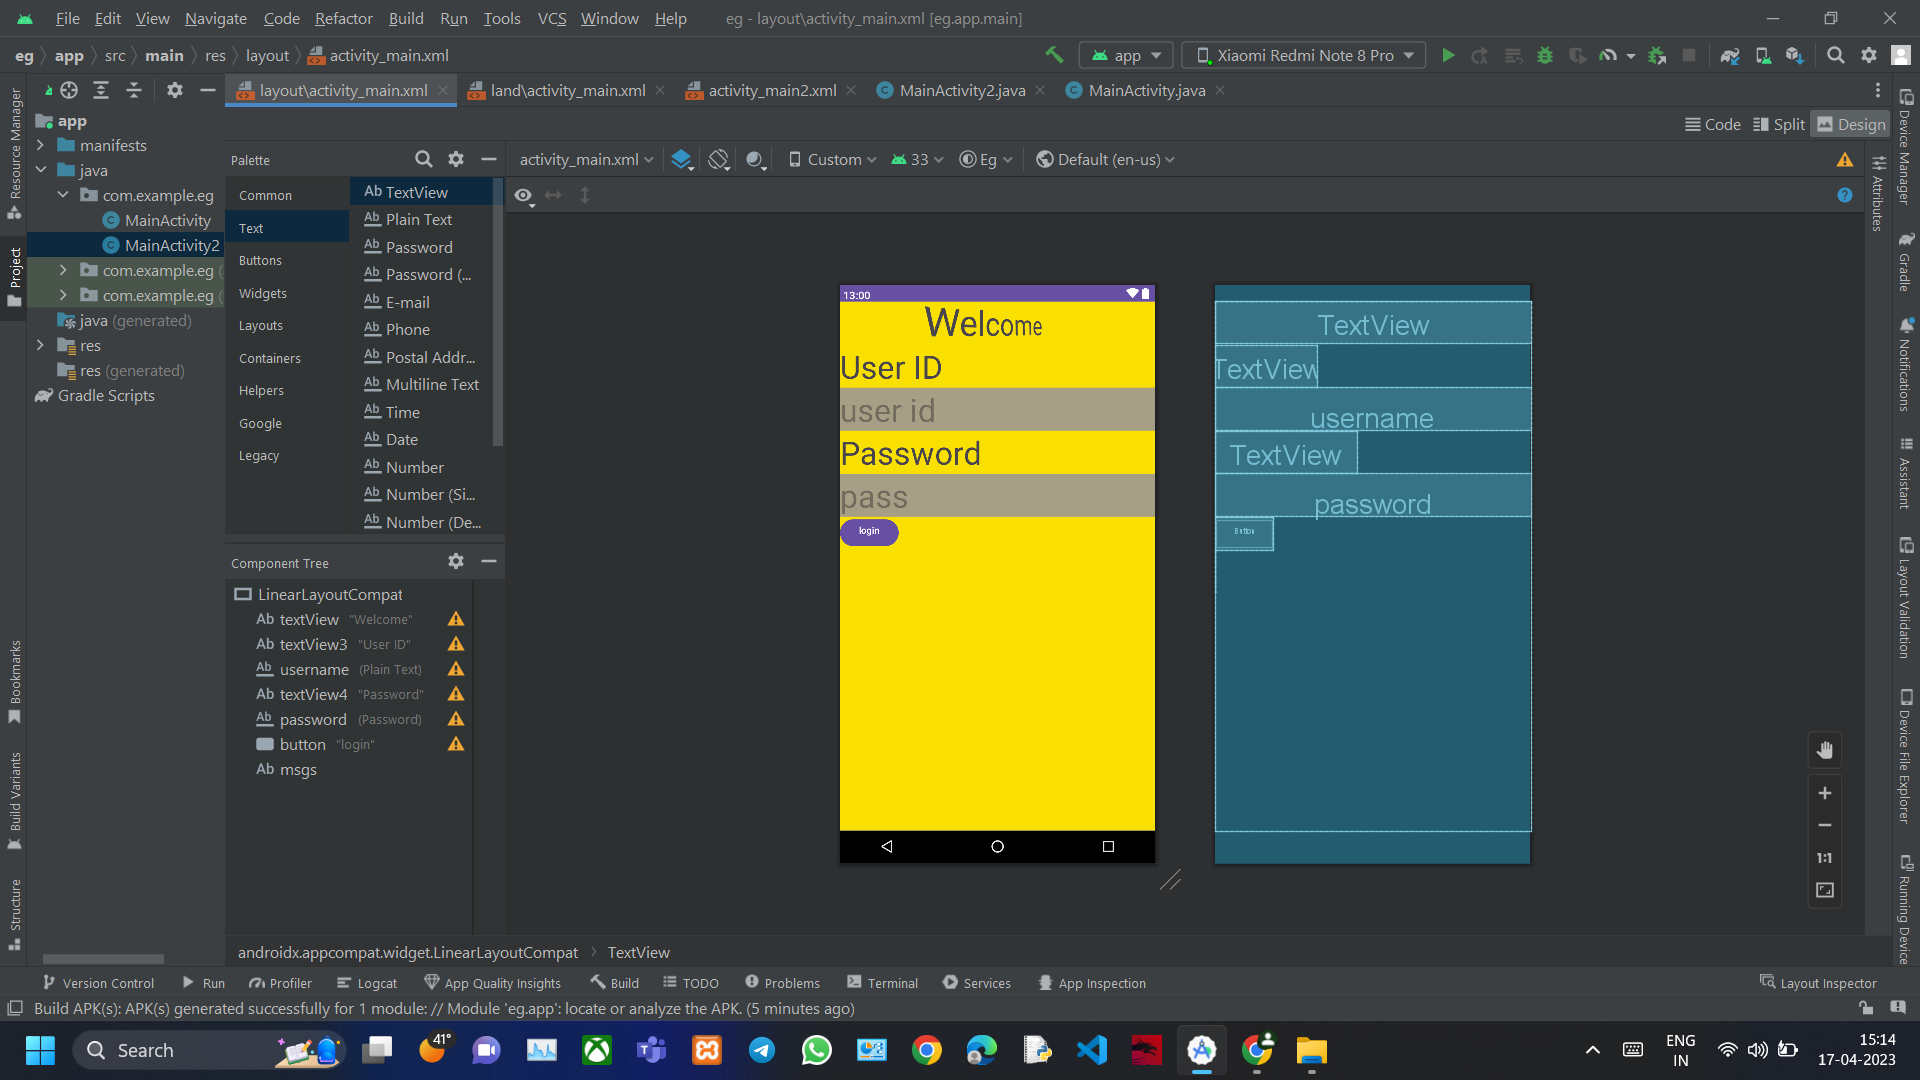 File Edit View Navigate Code Refactor Build Run Tools VCS Window Help eg - layout\activity_main.xml [eg.app.main]
eg app src main res layout activity_main.xml app Xiaomi Redmi Note 8 Pro
layout\activity_main.xml land\activity_main.xml activity_main2.xml MainActivity2.java MainActivity.java
Code Split Design
Resource Manager
Project
Bookmarks
Build Variants
Structure
app
manifests
java
com.example.eg
MainActivity
MainActivity2
com.example.eg (
com.example.eg (
java (generated)
res
res (generated)
Gradle Scripts
Palette
Common
Text
Buttons
Widgets
Layouts
Containers
Helpers
Google
Legacy
Ab TextView
Ab Plain Text
Ab Password
Ab Password (...
Ab E-mail
Ab Phone
Ab Postal Addr...
Ab Multiline Text
Ab Time
Ab Date
Ab Number
Ab Number (Si...
Ab Number (De...
Component Tree
LinearLayoutCompat
Ab textView "Welcome"
Ab textView3 "User ID"
Ab username (Plain Text)
Ab textView4 "Password"
Ab password (Password)
button "login"
Ab msgs
activity_main.xml Custom 33 Eg Default (en-us)
13:00
Welcome
User ID
user id
Password
pass
login
TextView
TextView
username
TextView
password
Button
1:1
Attributes
Device Manager
Gradle
Notifications
Assistant
Layout Validation
Device File Explorer
Running Device
androidx.appcompat.widget.LinearLayoutCompat TextView
Version Control Run Profiler Logcat App Quality Insights Build TODO Problems Terminal Services App Inspection Layout Inspector
Build APK(s): APK(s) generated successfully for 1 module: // Module 'eg.app': locate or analyze the APK. (5 minutes ago)
Search 41° ENG
IN
15:14
17-04-2023